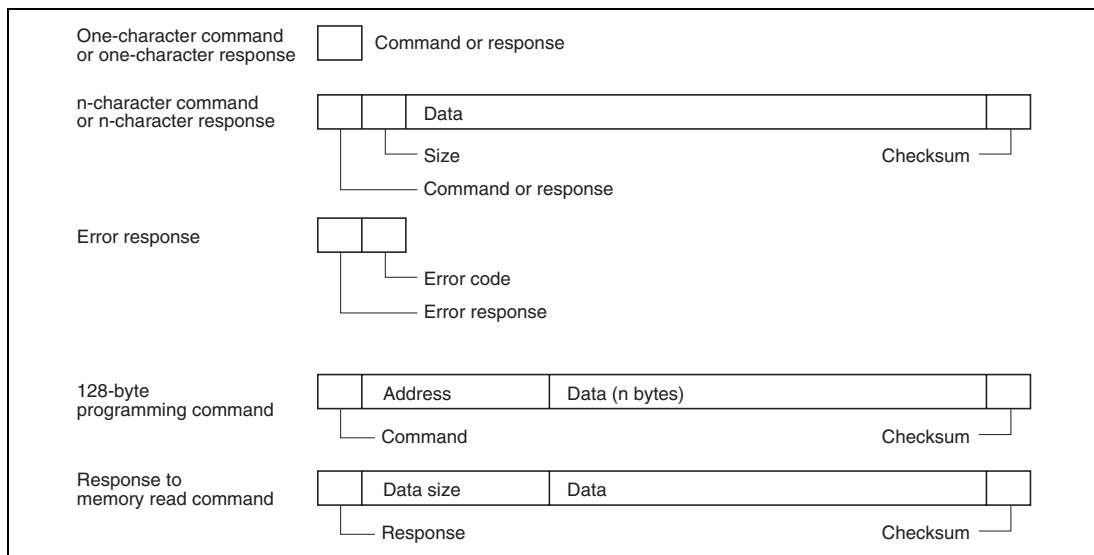 One-character command
or one-character response
Command or response
n-character command
or n-character response
Data
Size
Checksum
Command or response
Error response
Error code
Error response
128-byte
programming command
Address
Data (n bytes)
Command
Checksum
Response to
memory read command
Data size
Data
Response
Checksum